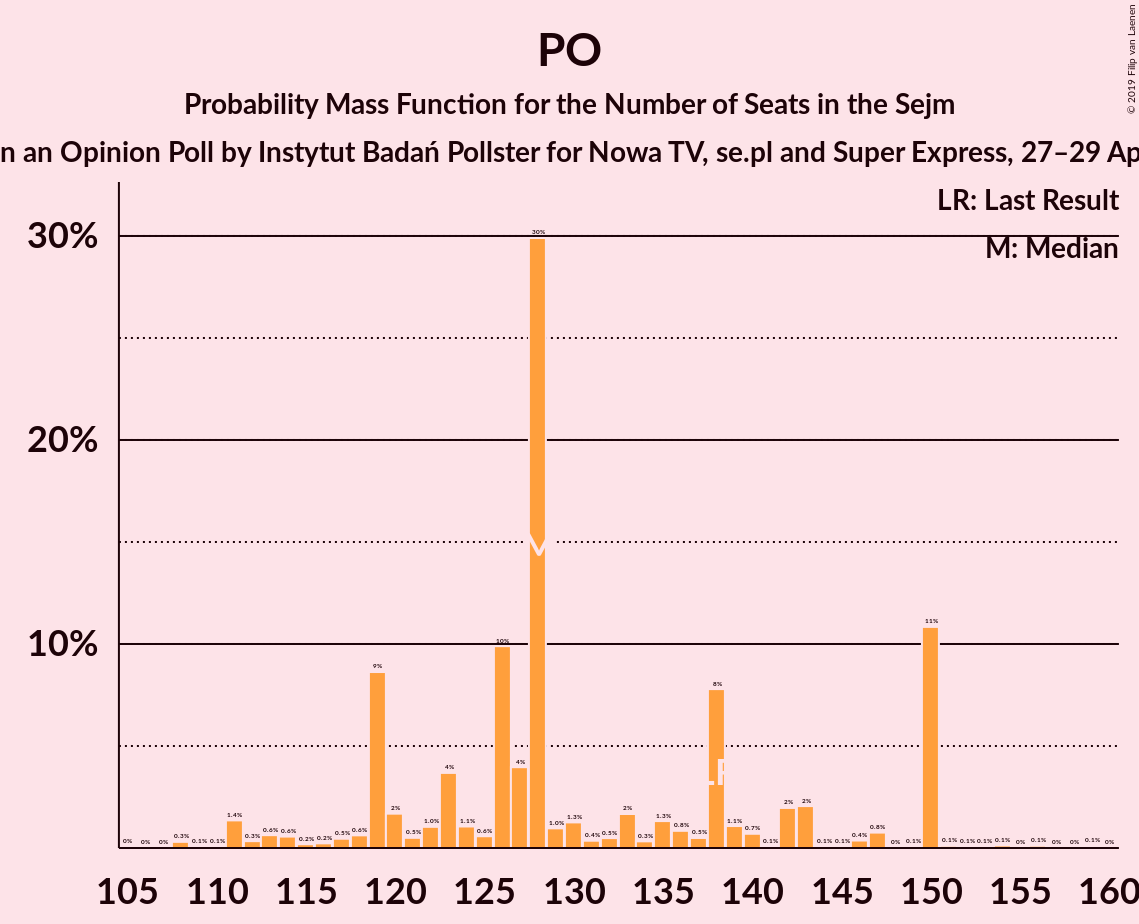 PO
Probability Mass Function for the Number of Seats in the Sejm
n an Opinion Poll by Instytut Badań Pollster for Nowa TV, se.pl and Super Express, 27–29 Ap
© 2019 Filip van Laenen
LR: Last Result
M: Median
30%
20%
10%
0% 0% 0% 0.3% 0.1% 0.1% 1.4% 0.3% 0.6% 0.6% 0.2% 0.2% 0.5% 0.6% 9% 2% 0.5% 1.0% 4% 1.1% 0.6% 10% 4% 30% 1.0% 1.3% 0.4% 0.5% 2% 0.3% 1.3% 0.8% 0.5% 8% 1.1% 0.7% 0.1% 2% 2% 0.1% 0.1% 0.4% 0.8% 0% 0.1% 11% 0.1% 0.1% 0.1% 0.1% 0% 0.1% 0% 0% 0.1% 0%
M
LR
105 110 115 120 125 130 135 140 145 150 155 160